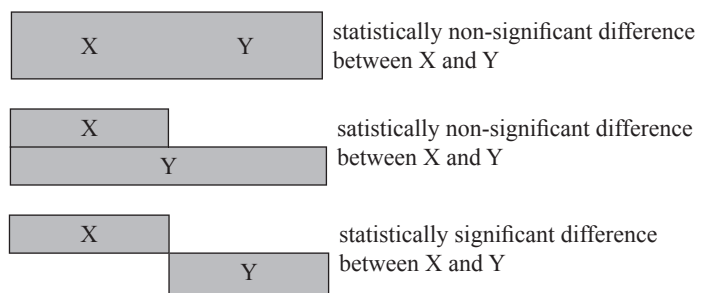 X Y
statistically non-significant difference
between X and Y
X
Y
satistically non-significant difference
between X and Y
X
Y
statistically significant difference
between X and Y